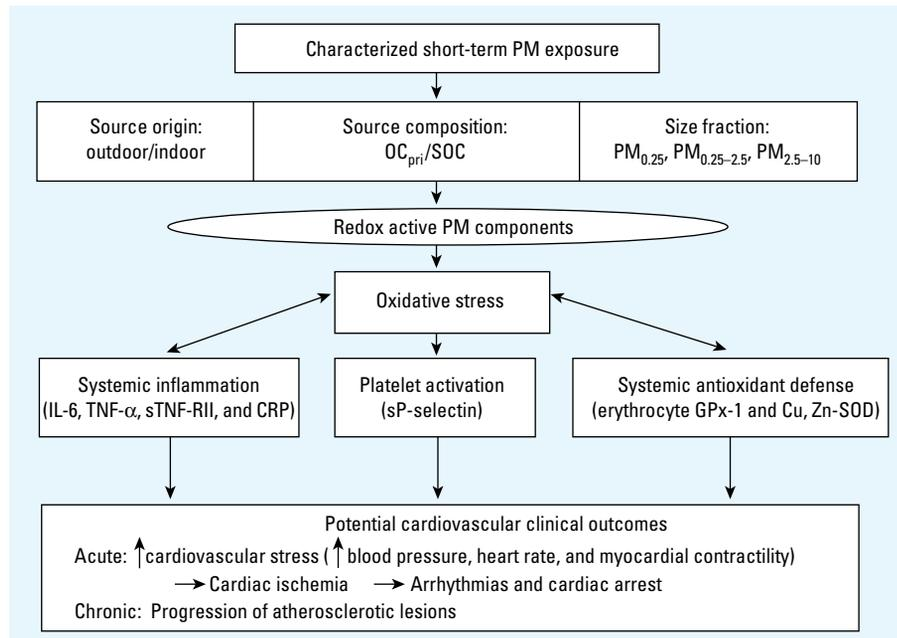 Characterized short-term PM exposure
Source origin:
outdoor/indoor
Source composition:
OCpri/SOC
Size fraction:
PM0.25, PM0.25–2.5, PM2.5–10
Redox active PM components
Oxidative stress
Systemic inflammation
(IL-6, TNF-α, sTNF-RII, and CRP)
Platelet activation
(sP-selectin)
Systemic antioxidant defense
(erythrocyte GPx-1 and Cu, Zn-SOD)
Potential cardiovascular clinical outcomes
Acute: ↑cardiovascular stress (↑blood pressure, heart rate, and myocardial contractility)
→ Cardiac ischemia → Arrhythmias and cardiac arrest
Chronic: Progression of atherosclerotic lesions